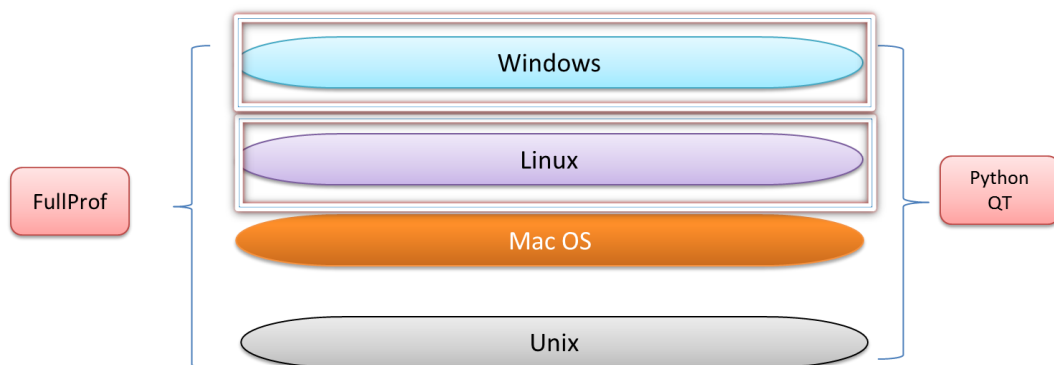 Windows
Linux
FullProf
Python
QT
Mac OS
Unix